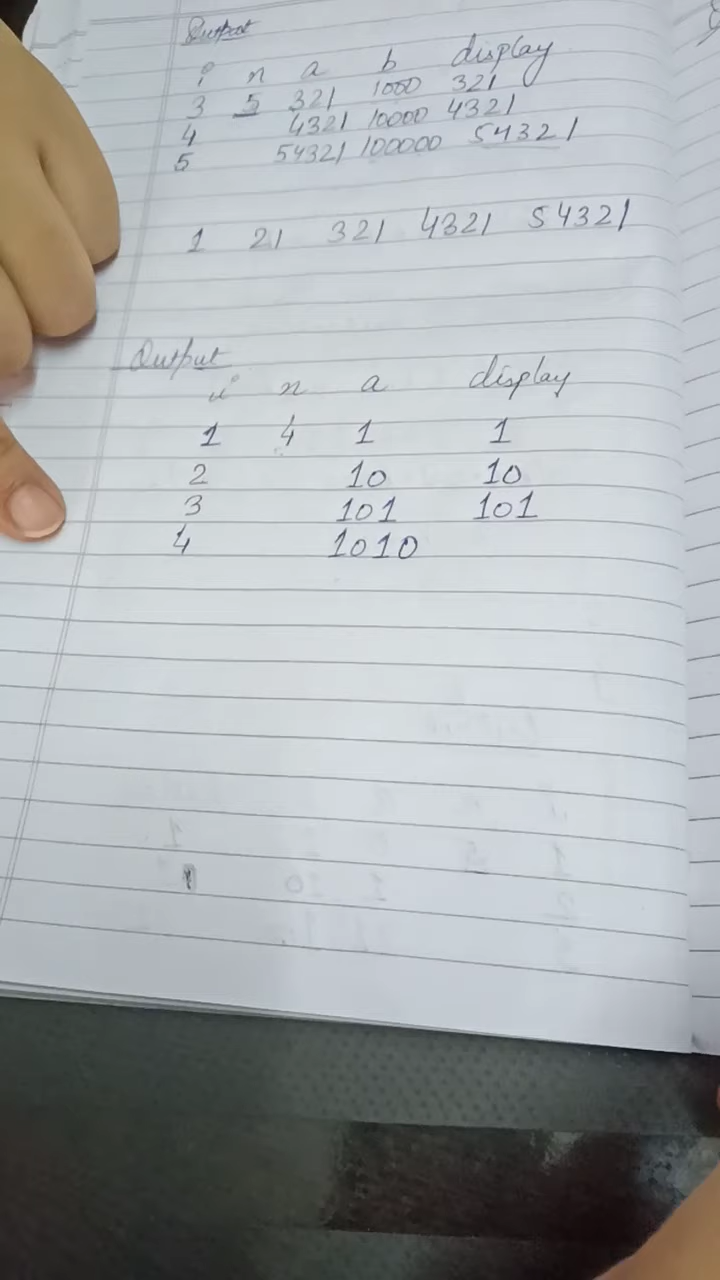 Output
i n a b display
3 5 321 1000 321
4 4321 10000 4321
5 54321 100000 54321
1 21 321 4321 54321
Output
i n a display
1 4 1 1
2 10 10
3 101 101
4 1010